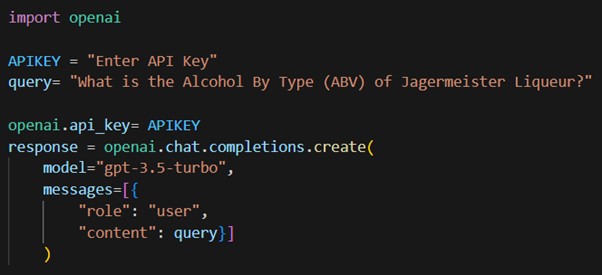 import openai
APIKEY = "Enter API Key"
query= "What is the Alcohol By Type (ABV) of Jagermeister Liqueur?"
openai.api_key= APIKEY
response = openai.chat.completions.create(
    model="gpt-3.5-turbo",
    messages=[{
        "role": "user",
        "content": query}]
    )